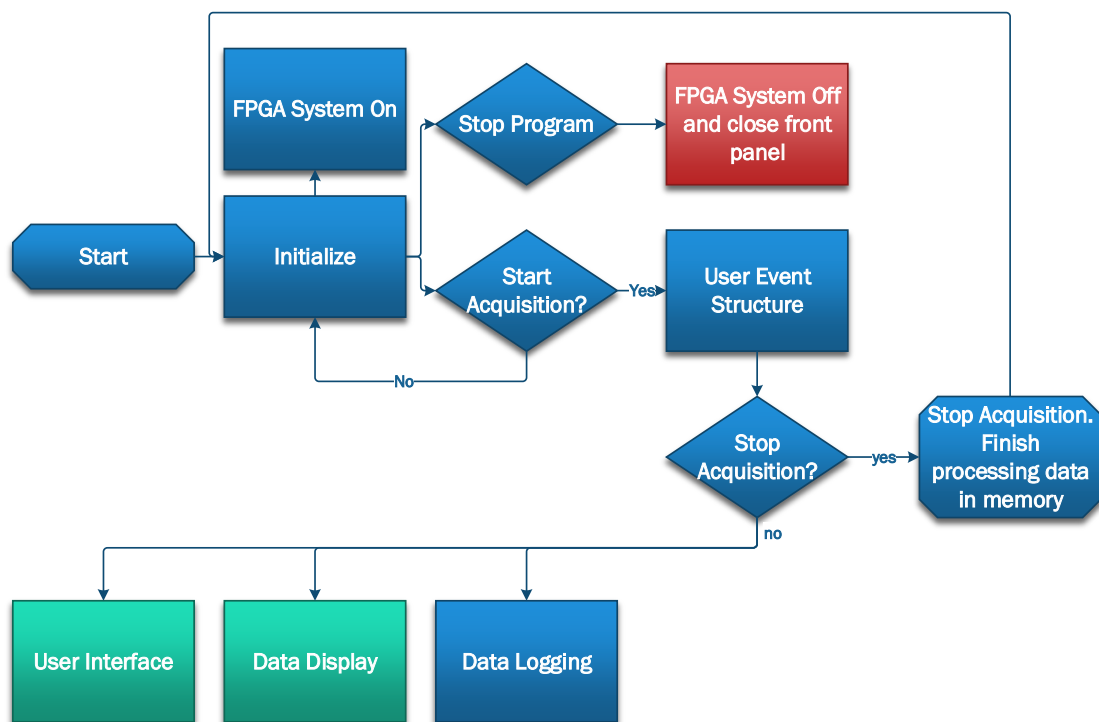 FPGA System On
Stop Program
FPGA System Off
and close front
panel
Start
Initialize
Start
Acquisition?
Yes
User Event
Structure
No
Stop
Acquisition?
yes
Stop Acquisition.
Finish
processing data
in memory
no
User Interface
Data Display
Data Logging